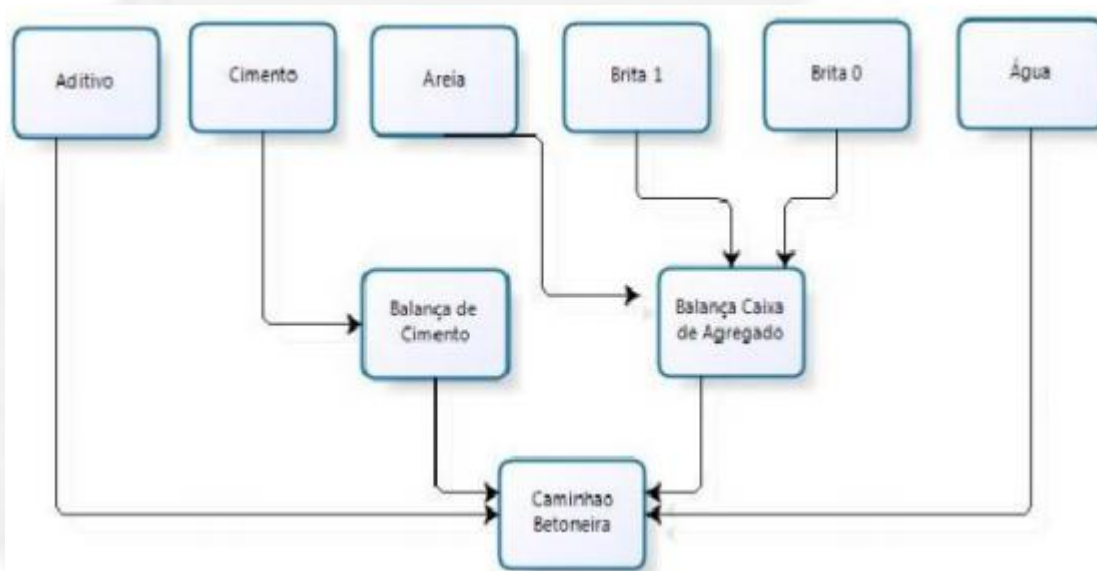 Aditivo
Cimento
Areia
Brita 1
Brita 0
Água
Balança de
Cimento
Balança Caixa
de Agregado
Caminhao
Betoneira